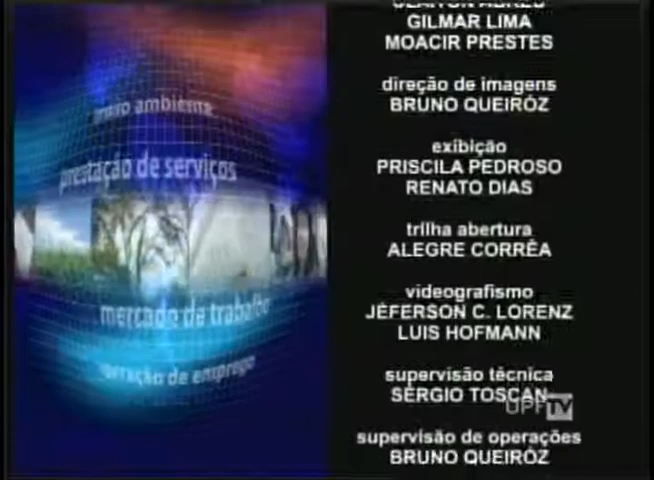 GILMAR LIMA
MOACIR PRESTES
direção de imagens
BRUNO QUEIRÓZ
exibição
PRISCILA PEDROSO
RENATO DIAS
trilha abertura
ALEGRE CORRÊA
videografismo
JÉFERSON C. LORENZ
LUIS HOFMANN
supervisão técnica
SÉRGIO TOSCAN
supervisão de operações
BRUNO QUEIRÓZ
UPFTV
meio ambiente
prestação de serviços
mercado de trabalho
geração de emprego